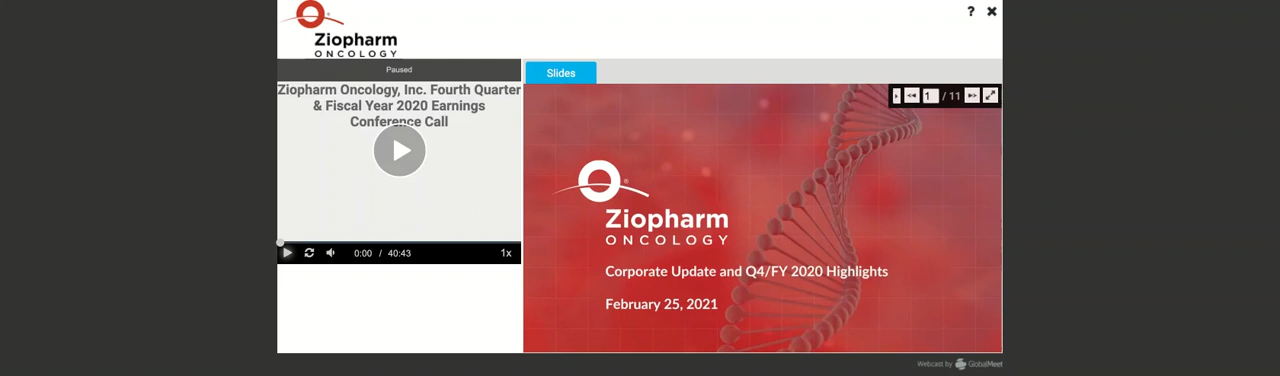 Ziopharm
ONCOLOGY
?
Paused
Ziopharm Oncology, Inc. Fourth Quarter
& Fiscal Year 2020 Earnings
Conference Call
0:00 / 40:43
1x
Slides
1 / 11
Ziopharm
ONCOLOGY
Corporate Update and Q4/FY 2020 Highlights
February 25, 2021
Webcast by GlobalMeet